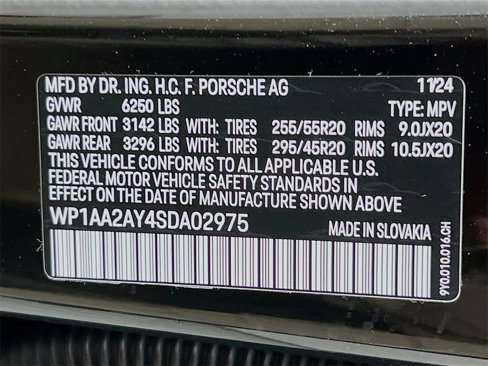 MFD BY DR. ING. H.C. F. PORSCHE AG 11/24
GVWR 6250 LBS TYPE: MPV
GAWR FRONT 3142 LBS WITH: TIRES 255/55R20 RIMS 9.0JX20
GAWR REAR 3296 LBS WITH: TIRES 295/45R20 RIMS 10.5JX20
THIS VEHICLE CONFORMS TO ALL APPLICABLE U.S.
FEDERAL MOTOR VEHICLE SAFETY STANDARDS IN
EFFECT ON THE DATE OF MANUFACTURE SHOWN ABOVE
WP1AA2AY4SDA02975 MADE IN SLOVAKIA
9Y0.010.016.CH